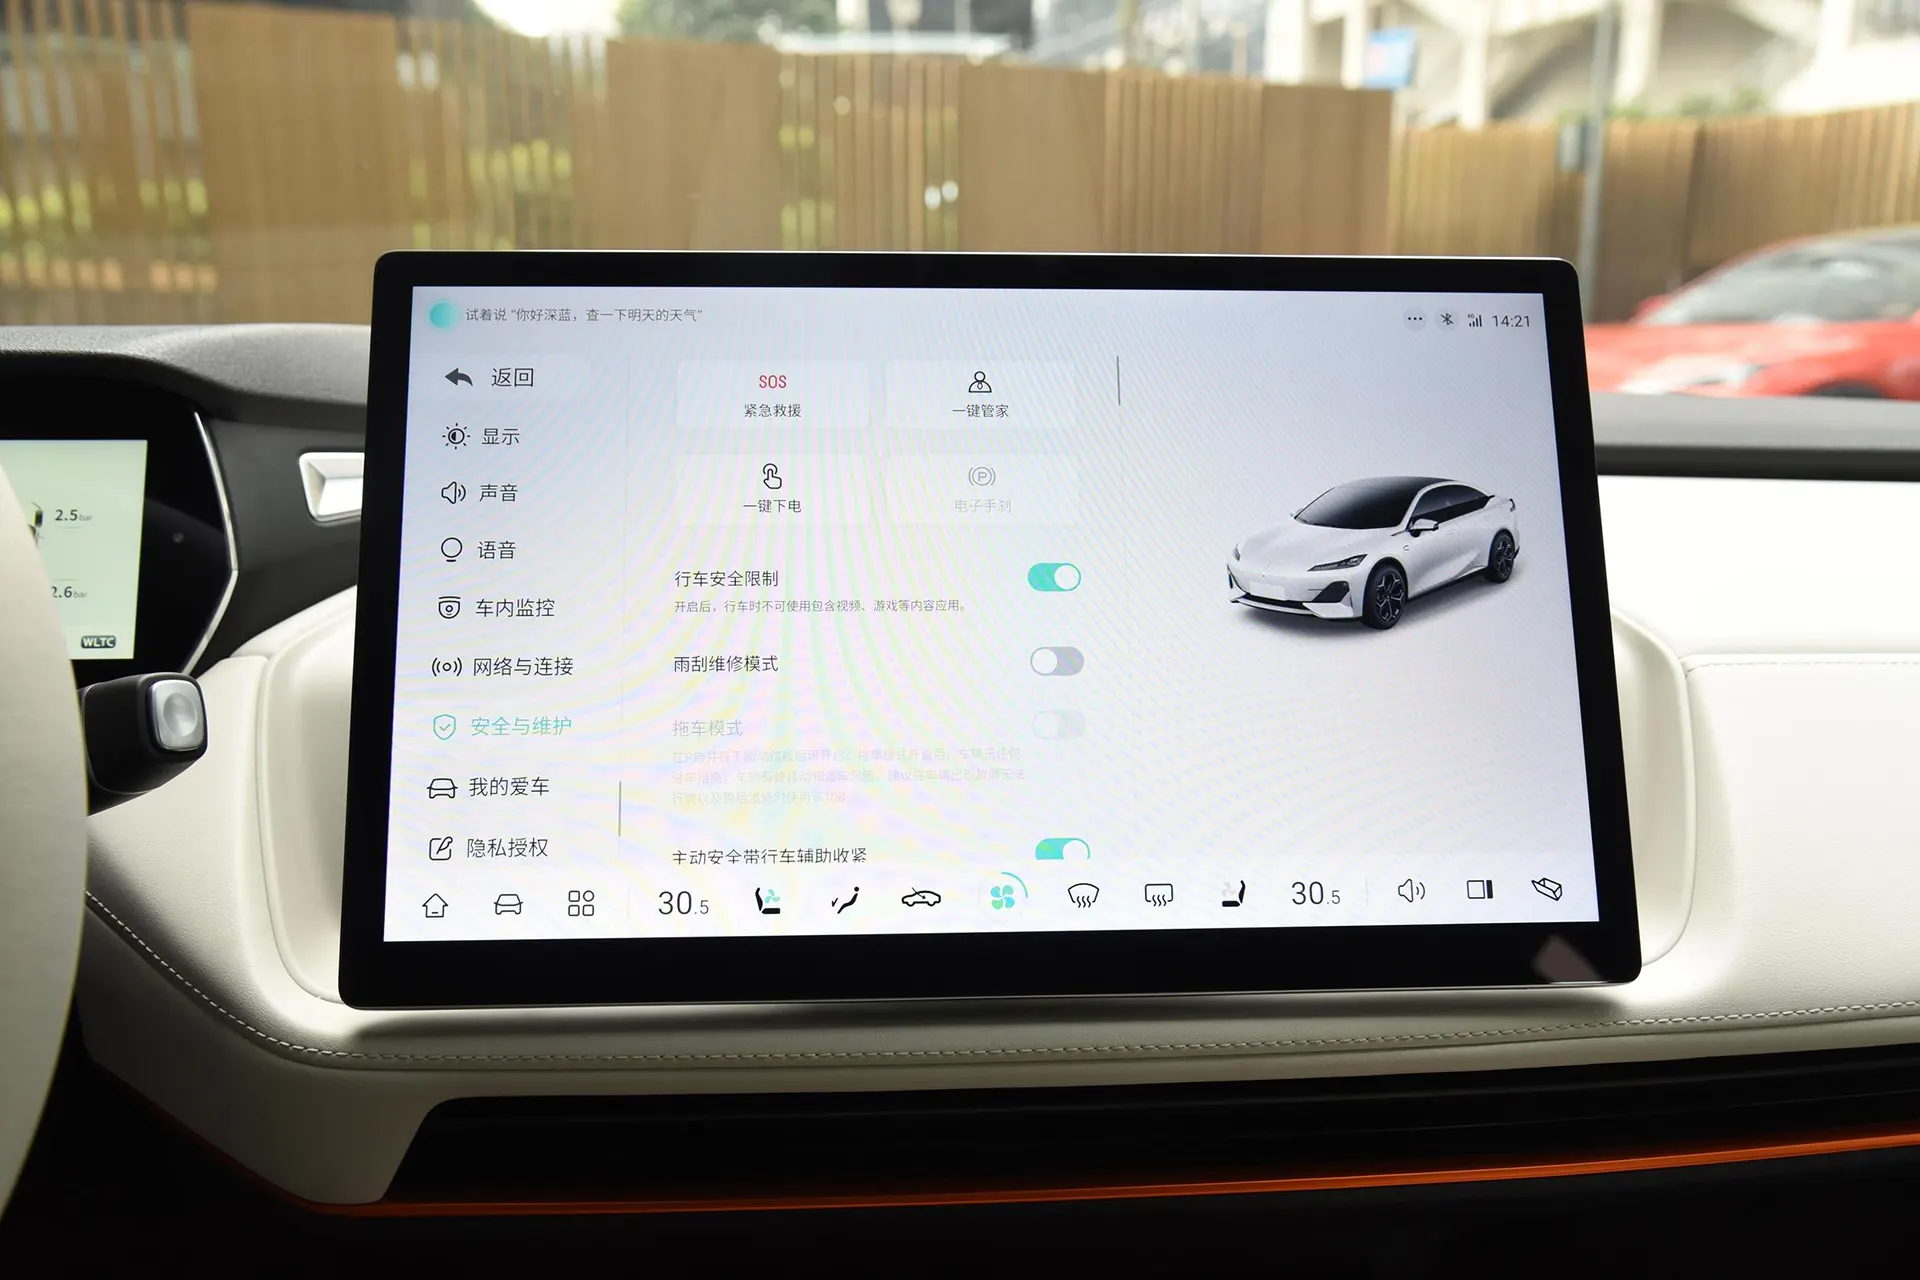 试着说 “你好深蓝，查一下明天的天气”
14:21
返回
显示
声音
语音
车内监控
网络与连接
安全与维护
我的爱车
隐私授权
SOS
紧急救援
一键管家
一键下电
电子手刹
行车安全限制
开启后，行车时不可使用包含视频、游戏等内容应用。
雨刮维修模式
拖车模式
主动安全带行车辅助收紧
30.5
30.5
2.5bar
2.6bar
WLTC